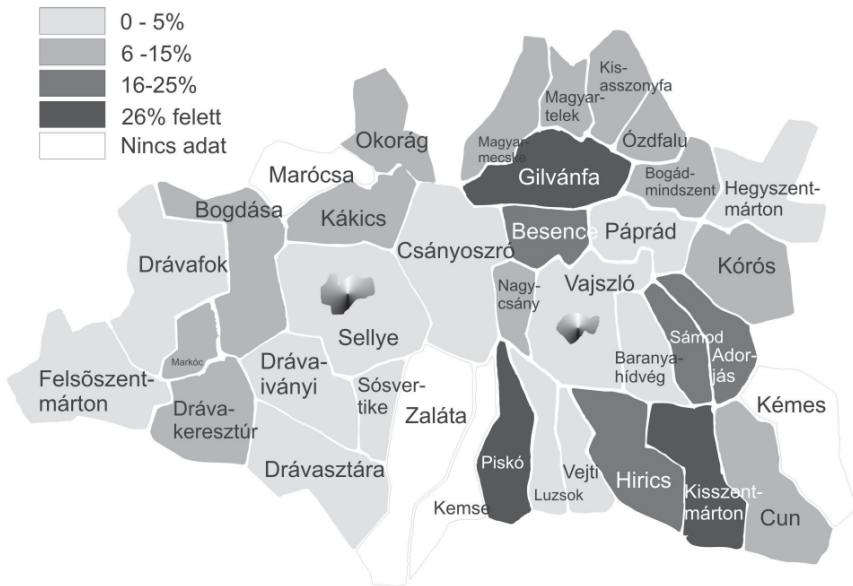 0 - 5%
6 -15%
16-25%
26% felett
Nincs adat
Kis-
asszonyfa
Magyar-
telek
Okorág
Magyar-
mecske
Ózdfalu
Marócsa
Gilvánfa
Bogád-
mindszent
Hegyszent-
márton
Bogdása
Kákics
Besence
Páprád
Csányoszró
Drávafok
Kórós
Nagy-
csány
Vajszló
Sellye
Sámod
Markóc
Dráva-
iványi
Baranya-
hídvég
Ador-
jás
Felsõszent-
márton
Sósver-
tike
Dráva-
keresztúr
Zaláta
Kémes
Drávasztára
Piskó
Vejti
Hirics
Kisszent-
márton
Luzsok
Kemse
Cun